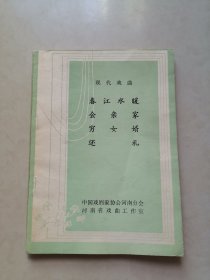 现代戏曲
春江水暖
会亲家
穷女婿
还礼
中国戏剧家协会河南分会
河南省戏曲工作室